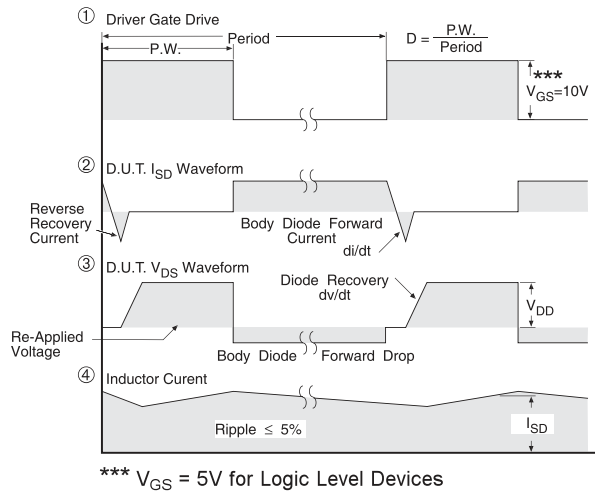 ① Driver Gate Drive
P.W.
Period
D = P.W. / Period
***
VGS=10V
② D.U.T. ISD Waveform
Reverse
Recovery
Current
Body Diode Forward
Current
di/dt
③ D.U.T. VDS Waveform
Diode Recovery
dv/dt
VDD
Re-Applied
Voltage
Body Diode Forward Drop
④ Inductor Curent
Ripple ≤ 5%
ISD
*** VGS = 5V for Logic Level Devices